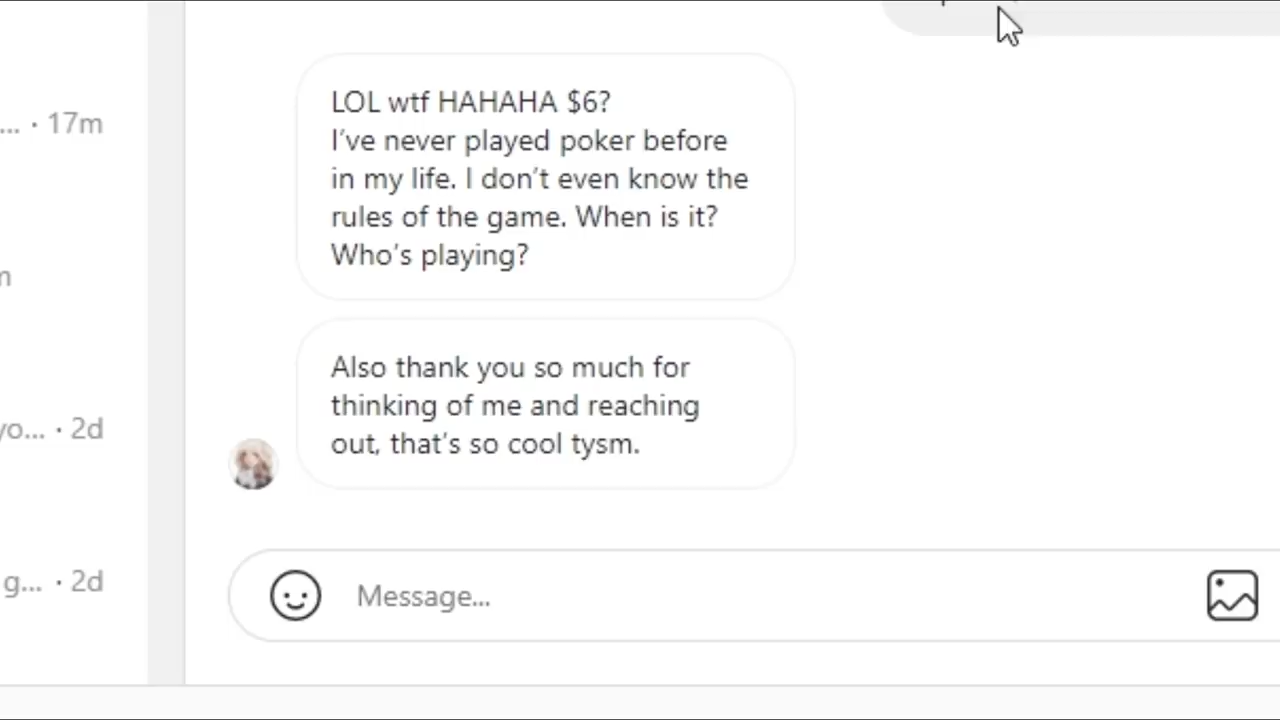 ... · 17m
LOL wtf HAHAHA $6?
I’ve never played poker before
in my life. I don’t even know the
rules of the game. When is it?
Who’s playing?
m
Also thank you so much for
thinking of me and reaching
out, that’s so cool tysm.
yo... · 2d
g... · 2d
Message...